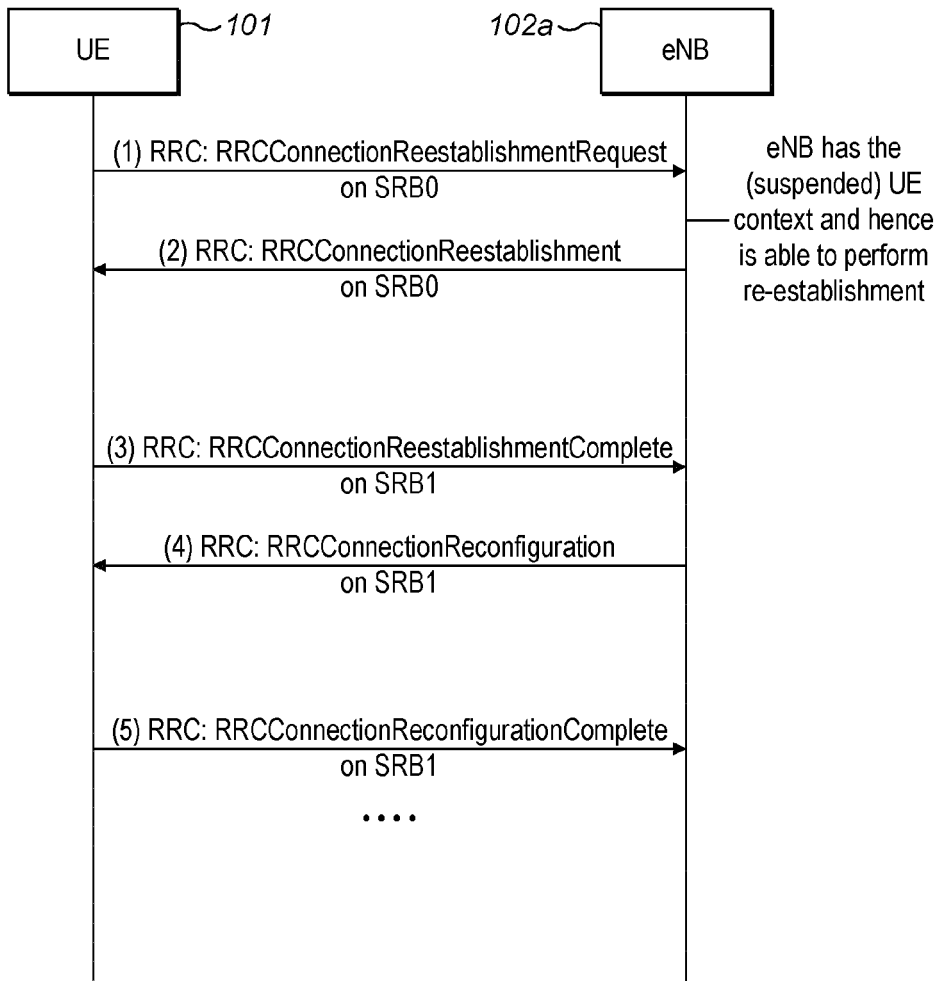 UE
101
102a
eNB
(1) RRC: RRCConnectionReestablishmentRequest
on SRB0
eNB has the
(suspended) UE
context and hence
is able to perform
re-establishment
(2) RRC: RRCConnectionReestablishment
on SRB0
(3) RRC: RRCConnectionReestablishmentComplete
on SRB1
(4) RRC: RRCConnectionReconfiguration
on SRB1
(5) RRC: RRCConnectionReconfigurationComplete
on SRB1
....